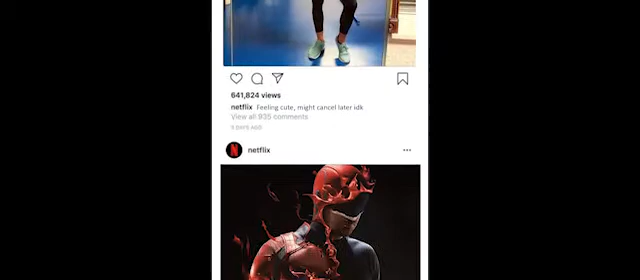 641,824 views
netflix Feeling cute, might cancel later idk
View all 935 comments
5 DAYS AGO
N netflix